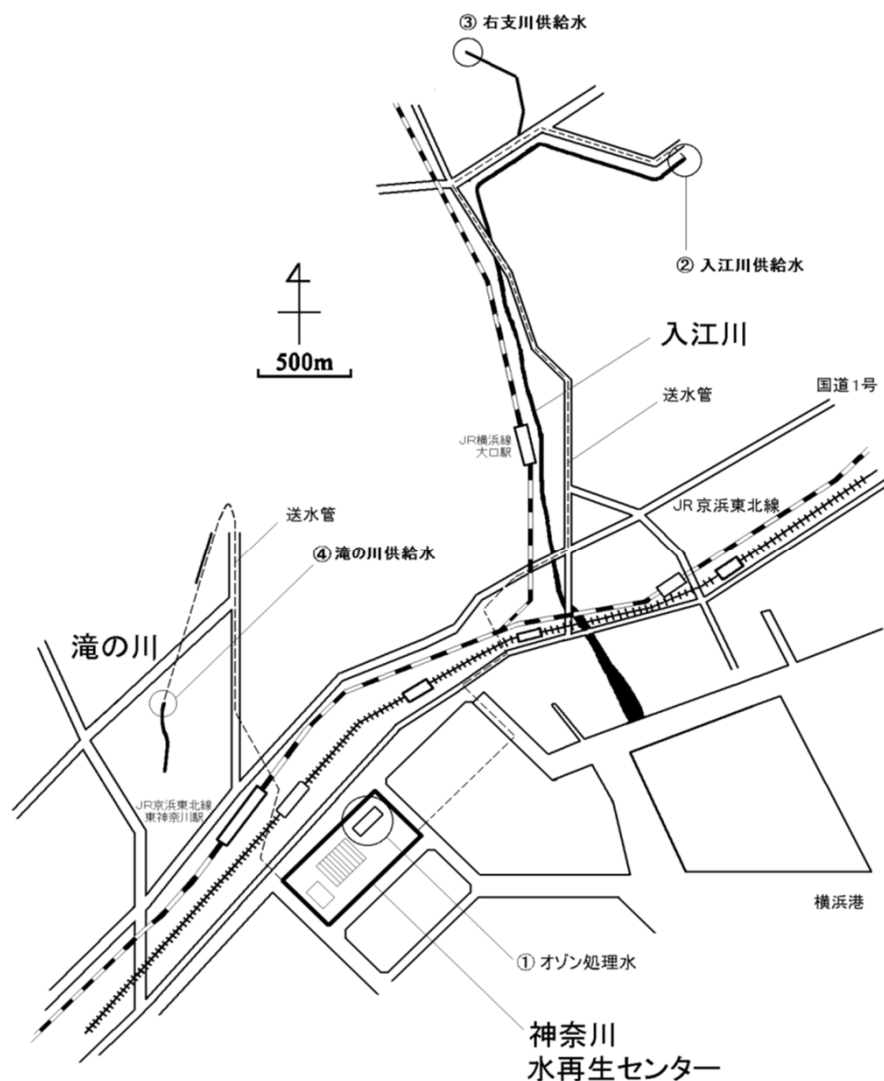 ③ 右支川供給水
② 入江川供給水
500m
入江川
国道1号
送水管
JR横浜線
大口駅
JR京浜東北線
送水管
④滝の川供給水
滝の川
JR京浜東北線
東神奈川駅
横浜港
① オゾン処理水
神奈川
水再生センター